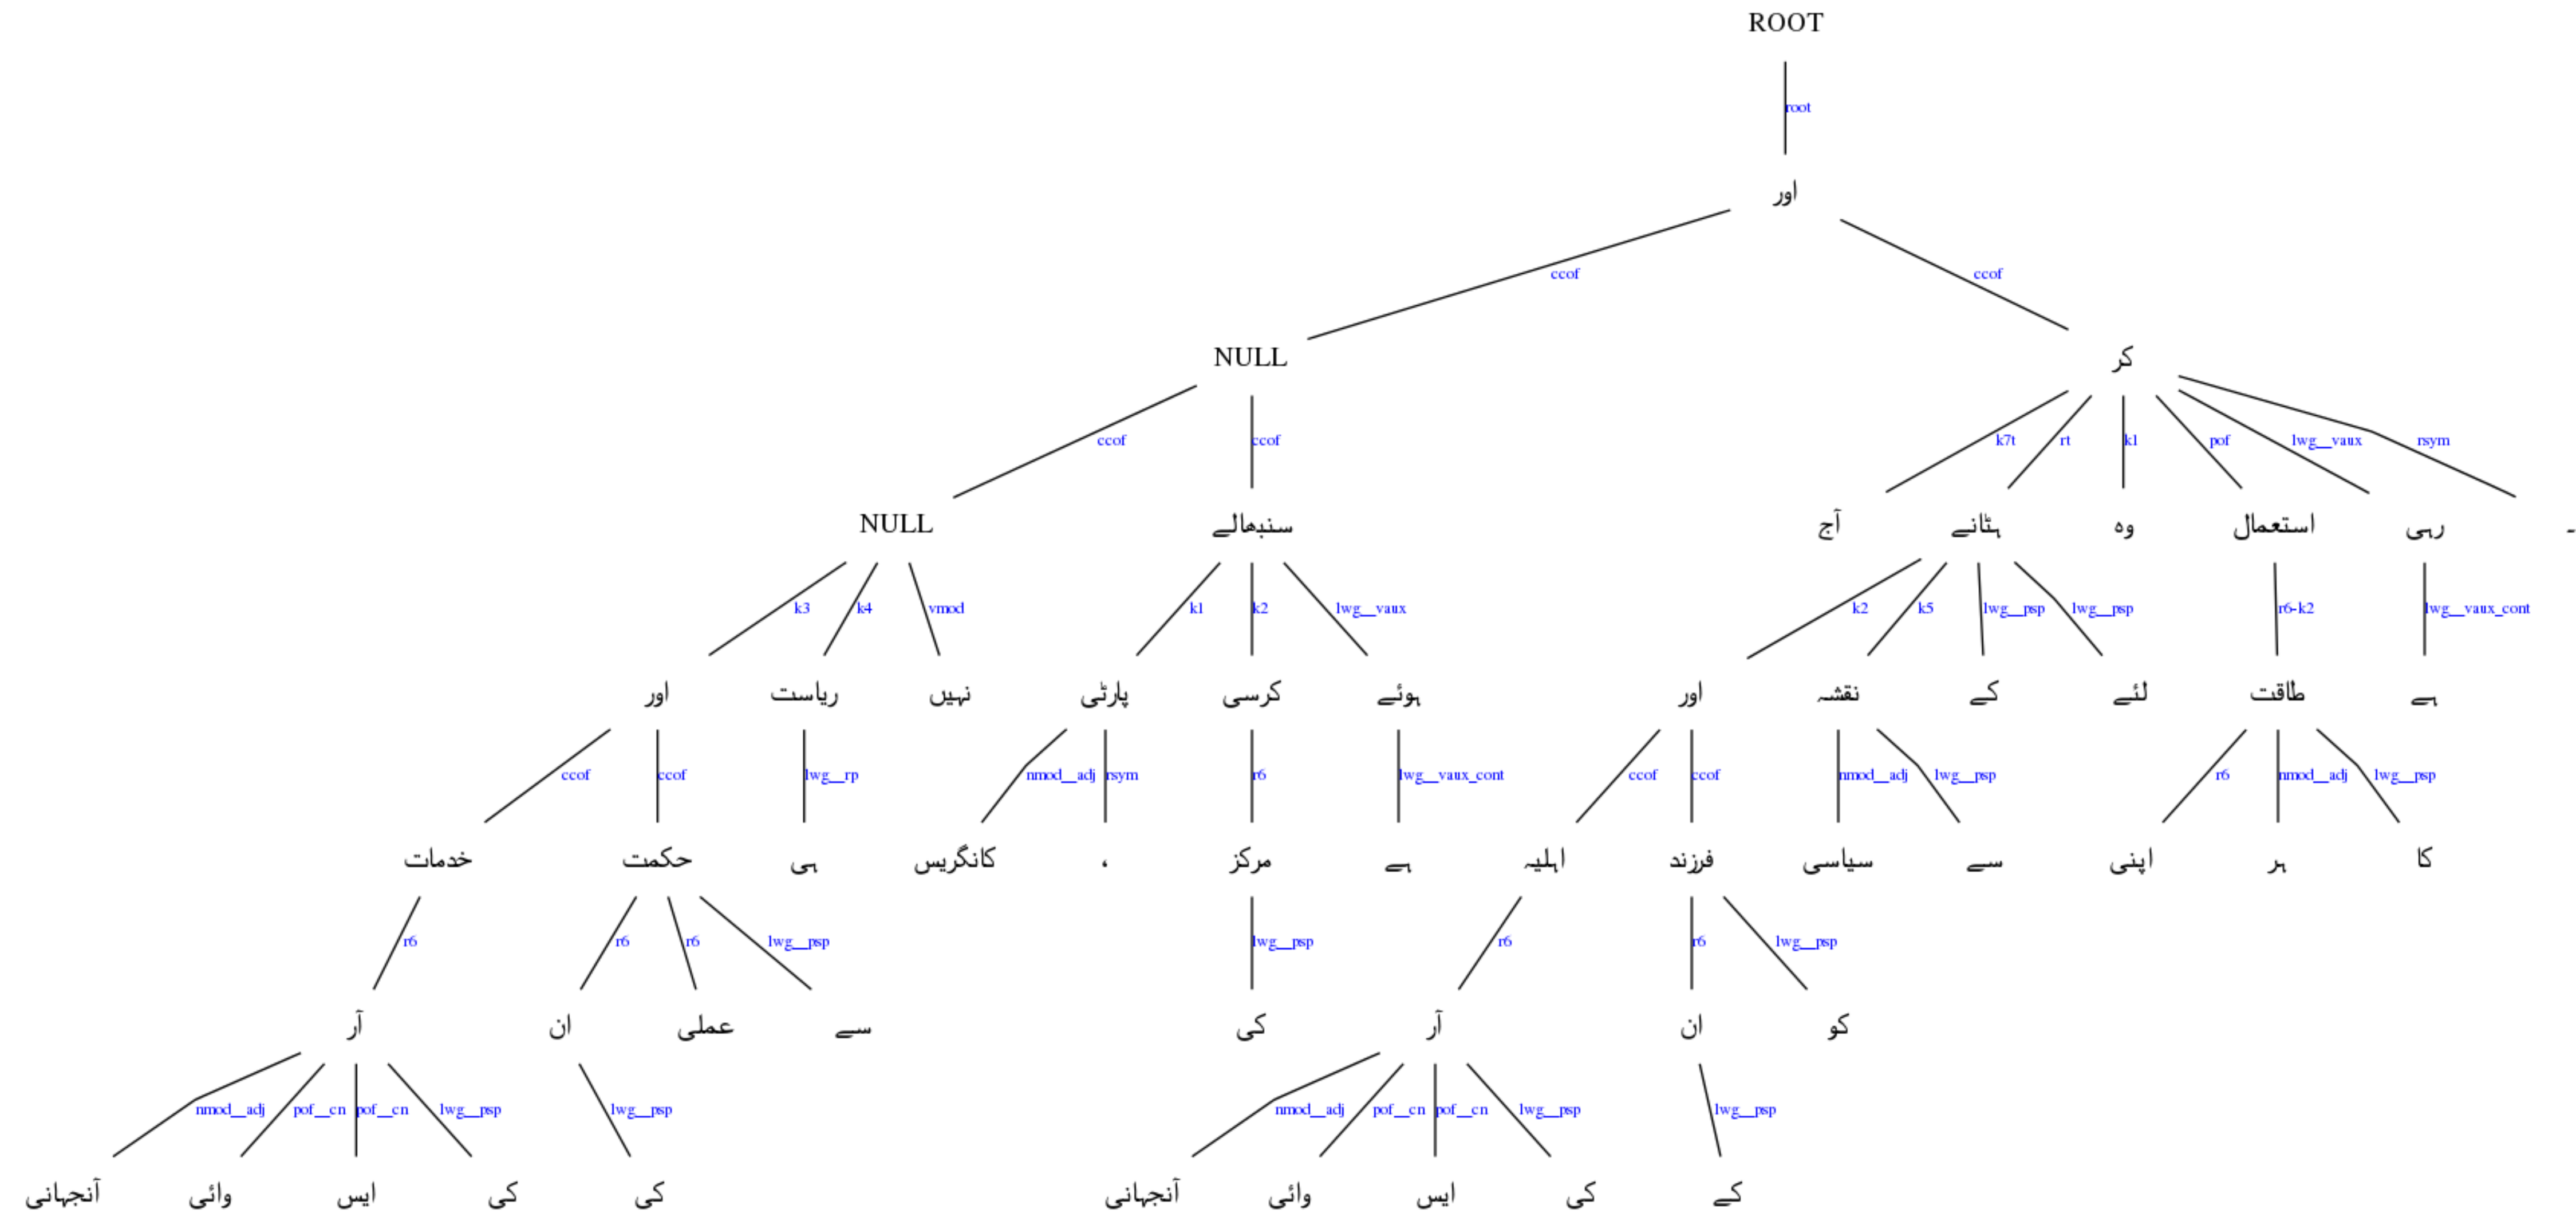 ROOT
root
اور
ccof ccof
NULL کر
ccof ccof k7t rt k1 pof lwg__vaux rsym
NULL سنبھالے آج ہٹانے وہ استعمال رہی ۔
k3 k4 vmod k1 k2 lwg__vaux k2 k5 lwg__psp lwg__psp r6-k2 lwg__vaux_cont
اور ریاست نہیں پارٹی کرسی ہوئے اور نقشہ کے لئے طاقت ہے
ccof ccof lwg__rp nmod__adj rsym r6 lwg__vaux_cont ccof ccof nmod__adj lwg__psp r6 nmod__adj lwg__psp
خدمات حکمت ہی کانگریس ، مرکز ہے اہلیہ فرزند سیاسی سے اپنی ہر کا
r6 r6 r6 lwg__psp lwg__psp r6 r6 lwg__psp
آر ان عملی سے کی آر ان کو
nmod__adj pof__cn pof__cn lwg__psp lwg__psp nmod__adj pof__cn pof__cn lwg__psp lwg__psp
آنجہانی وائی ایس کی کی آنجہانی وائی ایس کی کے